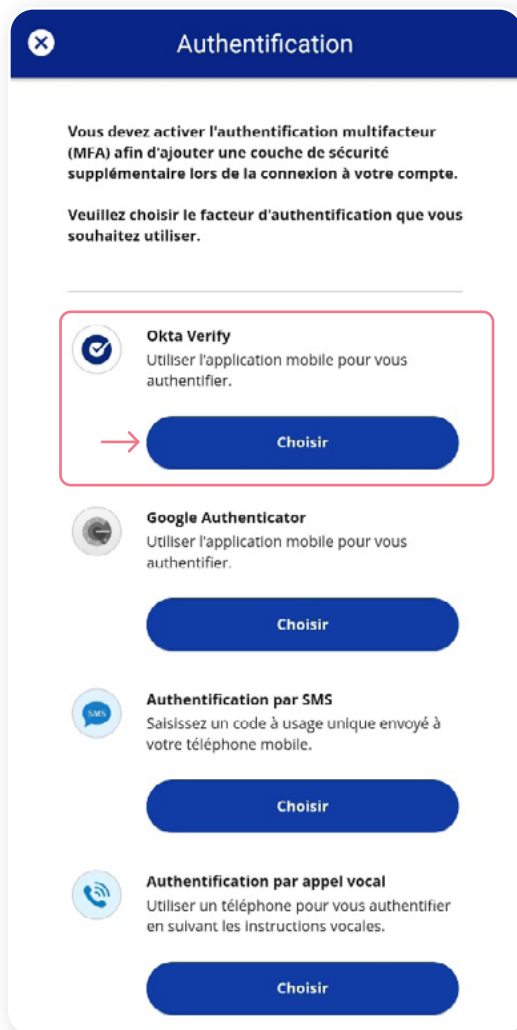 Authentification
Vous devez activer l'authentification multifacteur
(MFA) afin d'ajouter une couche de sécurité
supplémentaire lors de la connexion à votre compte.
Veuillez choisir le facteur d'authentification que vous
souhaitez utiliser.
Okta Verify
Utiliser l'application mobile pour vous
authentifier.
Choisir
Google Authenticator
Utiliser l'application mobile pour vous
authentifier.
Choisir
SMS
Authentification par SMS
Saisissez un code à usage unique envoyé à
votre téléphone mobile.
Choisir
Authentification par appel vocal
Utiliser un téléphone pour vous authentifier
en suivant les instructions vocales.
Choisir